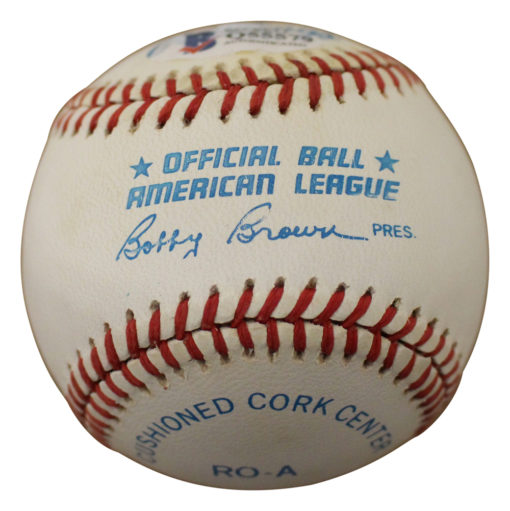 ★ OFFICIAL BALL ★
AMERICAN LEAGUE
Bobby Brown PRES.
CUSHIONED CORK CENTER
RO-A